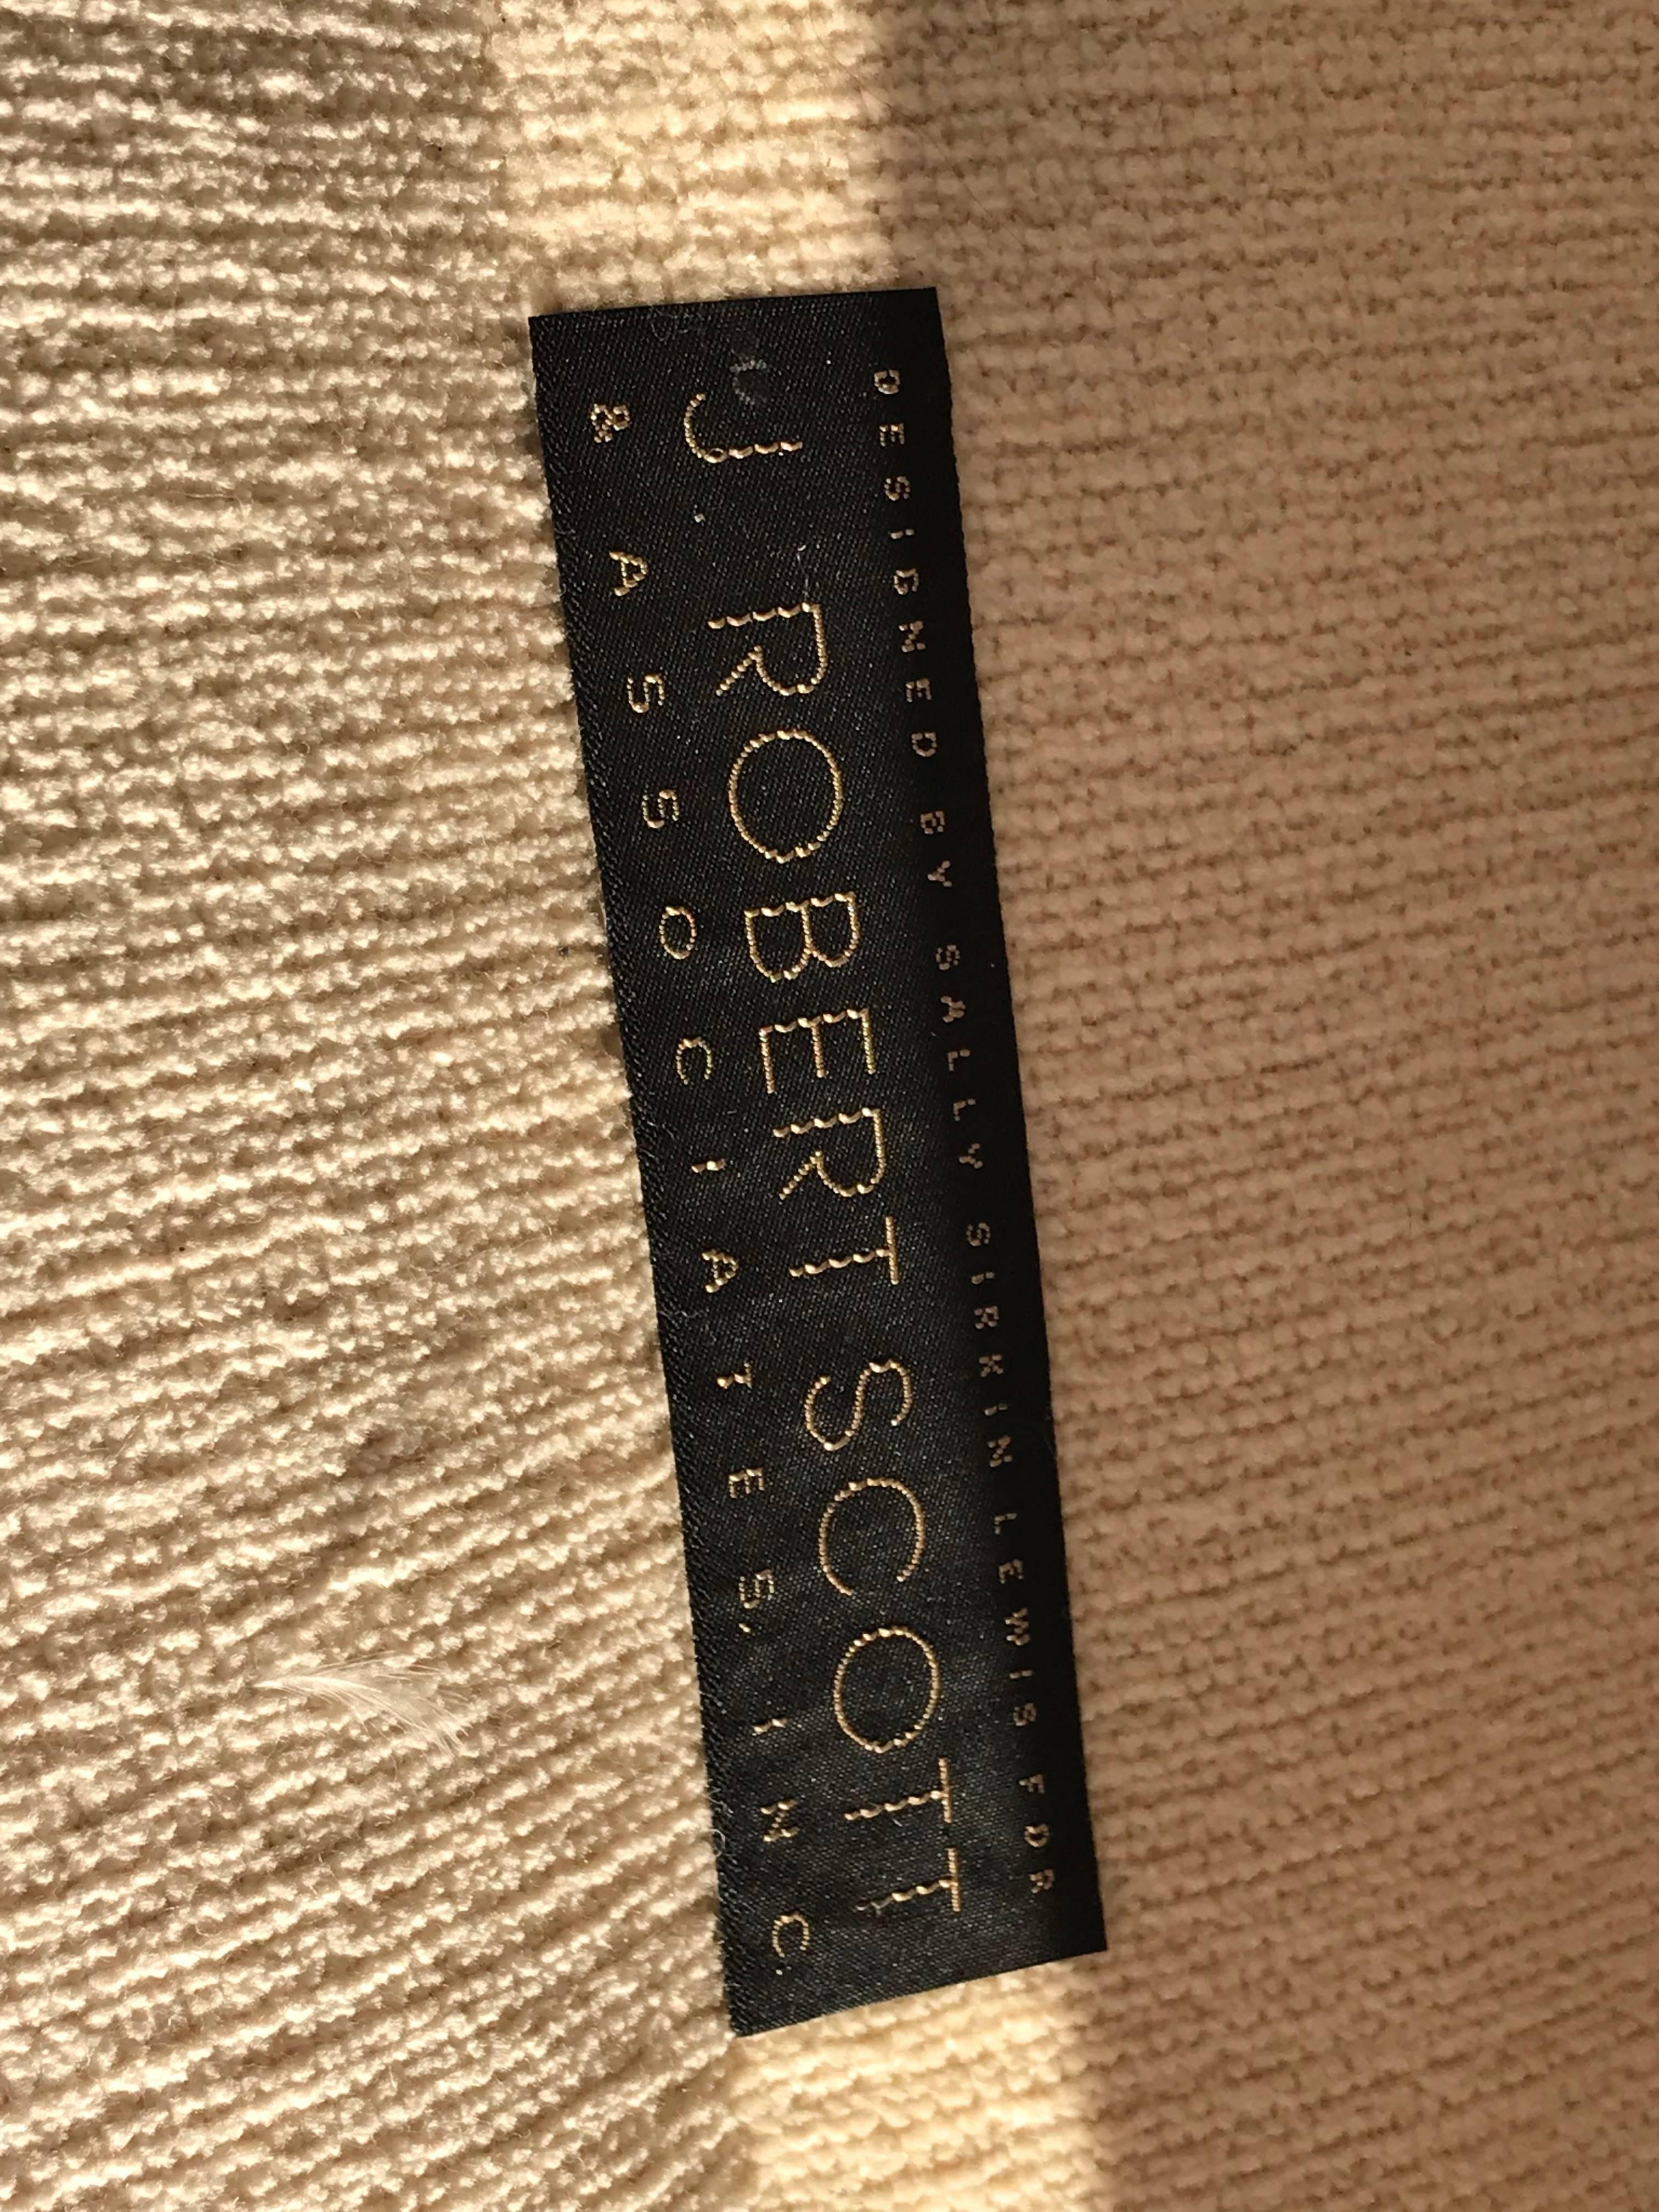 DESIGNED BY SALLY SIRKIN LEWIS FOR
J. ROBERT SCOTT
& ASSOCIATES, INC.